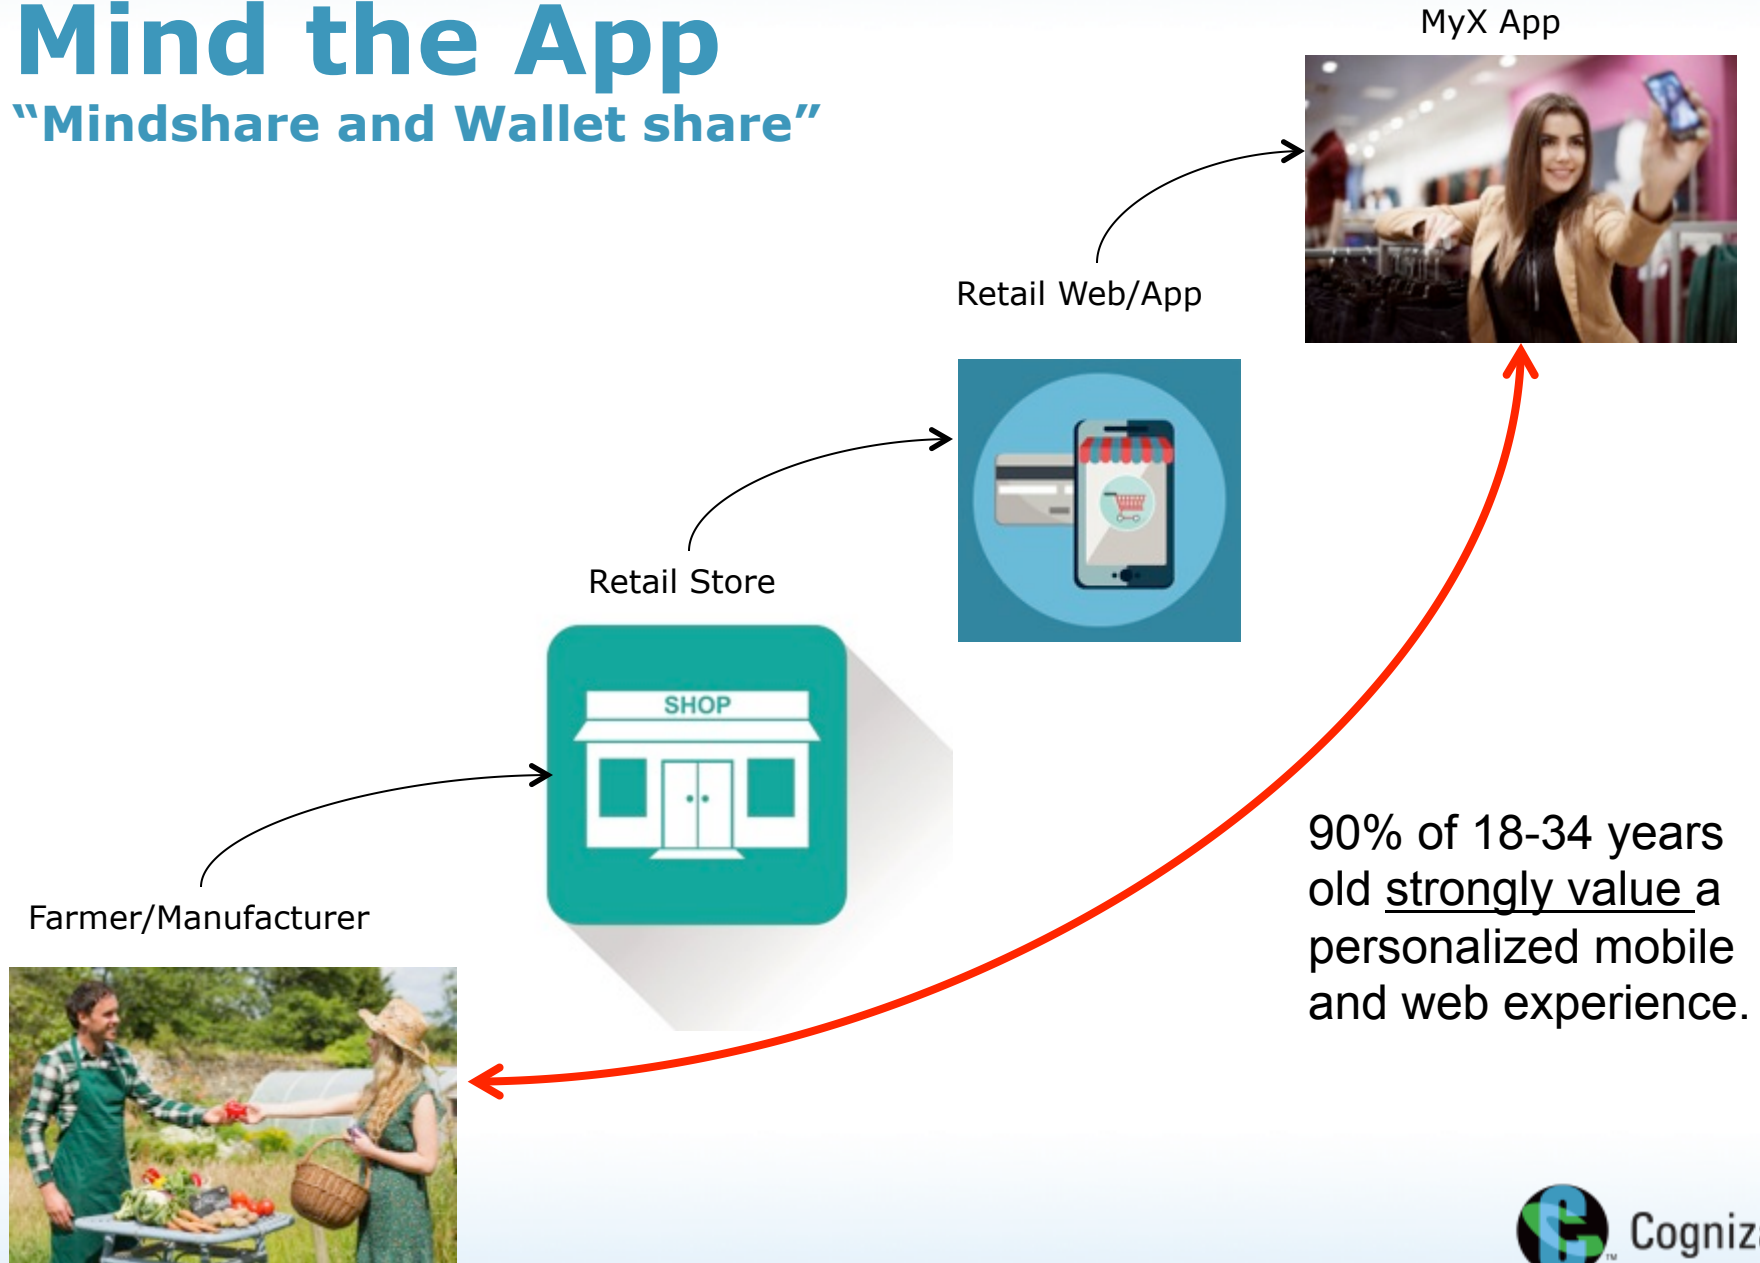 Mind the App
“Mindshare and Wallet share”
MyX App
Retail Web/App
Retail Store
SHOP
Farmer/Manufacturer
90% of 18-34 years
old strongly value a
personalized mobile
and web experience.